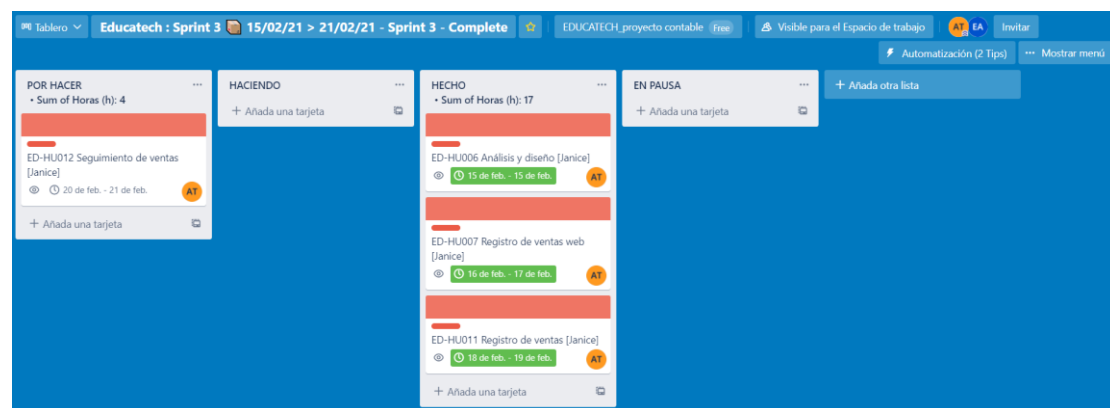 Tablero
Educatech : Sprint 3 15/02/21 > 21/02/21 - Sprint 3 - Complete
EDUCATECH_proyecto contable Free
Visible para el Espacio de trabajo
AT EA
Invitar
Automatización (2 Tips)
··· Mostrar menú
POR HACER ···
• Sum of Horas (h): 4
ED-HU012 Seguimiento de ventas
[Janice]
20 de feb. - 21 de feb.
AT
+ Añada una tarjeta
HACIENDO ···
+ Añada una tarjeta
HECHO ···
• Sum of Horas (h): 17
ED-HU006 Análisis y diseño [Janice]
15 de feb. - 15 de feb.
AT
ED-HU007 Registro de ventas web
[Janice]
16 de feb. - 17 de feb.
AT
ED-HU011 Registro de ventas [Janice]
18 de feb. - 19 de feb.
AT
+ Añada una tarjeta
EN PAUSA ···
+ Añada una tarjeta
+ Añada otra lista